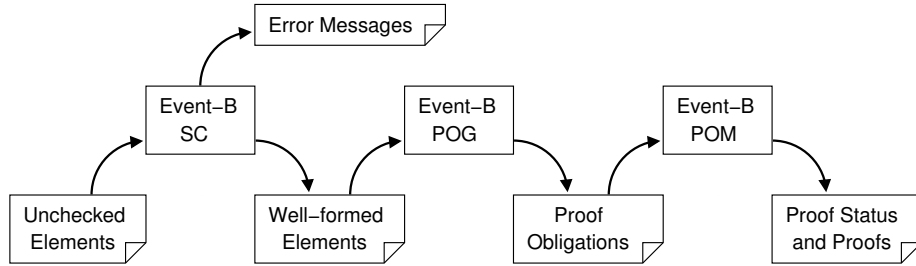 Error Messages
Event−B
SC
Event−B
POG
Event−B
POM
Unchecked
Elements
Well−formed
Elements
Proof
Obligations
Proof Status
and Proofs